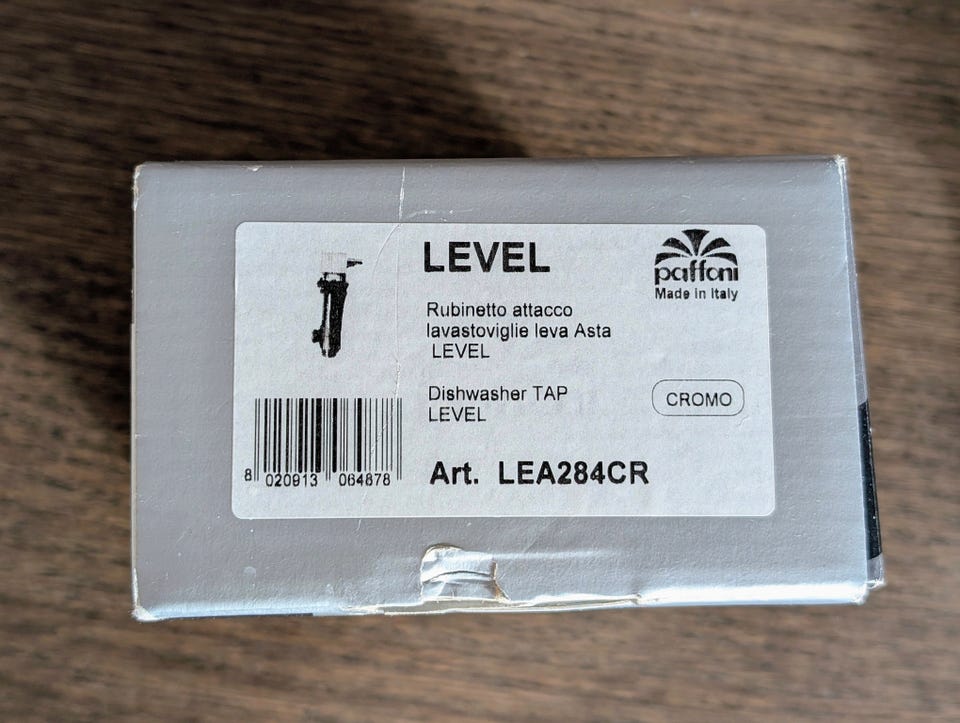 LEVEL
paffoni
Made in Italy
Rubinetto attacco
lavastoviglie leva Asta
LEVEL
Dishwasher TAP
LEVEL
CROMO
8 020913 064878
Art. LEA284CR